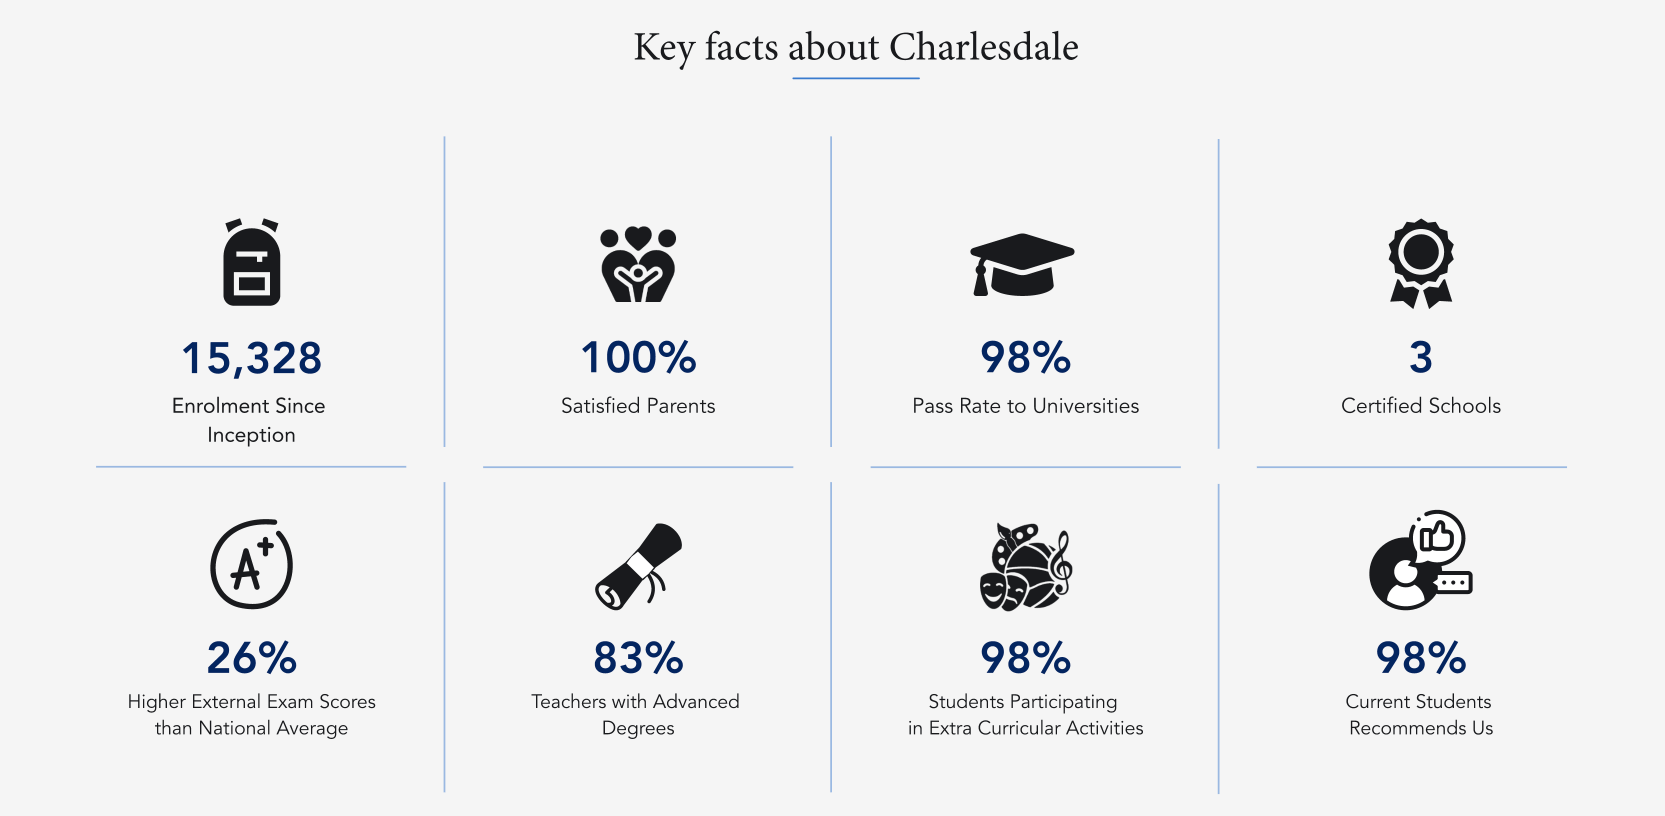 Key facts about Charlesdale
15,328
Enrolment Since
Inception
100%
Satisfied Parents
98%
Pass Rate to Universities
3
Certified Schools
A+
26%
Higher External Exam Scores
than National Average
83%
Teachers with Advanced
Degrees
98%
Students Participating
in Extra Curricular Activities
98%
Current Students
Recommends Us